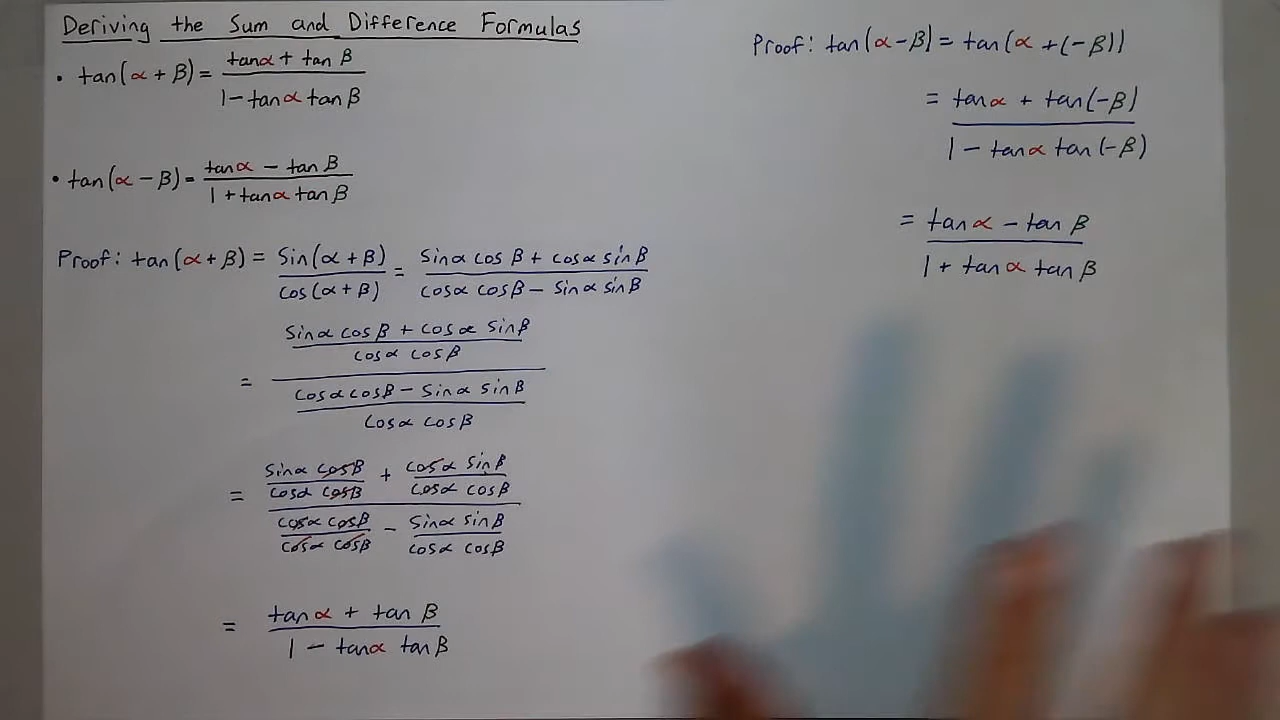 Deriving the Sum and Difference Formulas
• tan(α + β) = (tanα + tan β)/(1 - tanα tan β)
• tan(α - β) = (tanα - tan β)/(1 + tanα tan β)
Proof: tan(α + β) = Sin(α + β)/cos(α + β) = (Sinα cos β + cosα sin β)/(cosα cosβ - Sinα sinβ)
= ((Sinα cos β + cosα sinβ)/(cosα cosβ))/((cosα cosβ - Sinα sinβ)/(cosα cosβ))
= ((Sinα cosβ)/(cosα cosβ) + (cosα sinβ)/(cosα cosβ))/((cosα cosβ)/(cosα cosβ) - (Sinα sinβ)/(cosα cosβ))
= (tanα + tan β)/(1 - tanα tanβ)
Proof: tan(α - β) = tan(α + (-β))
= (tanα + tan(-β))/(1 - tanα tan(-β))
= (tanα - tan β)/(1 + tanα tanβ)